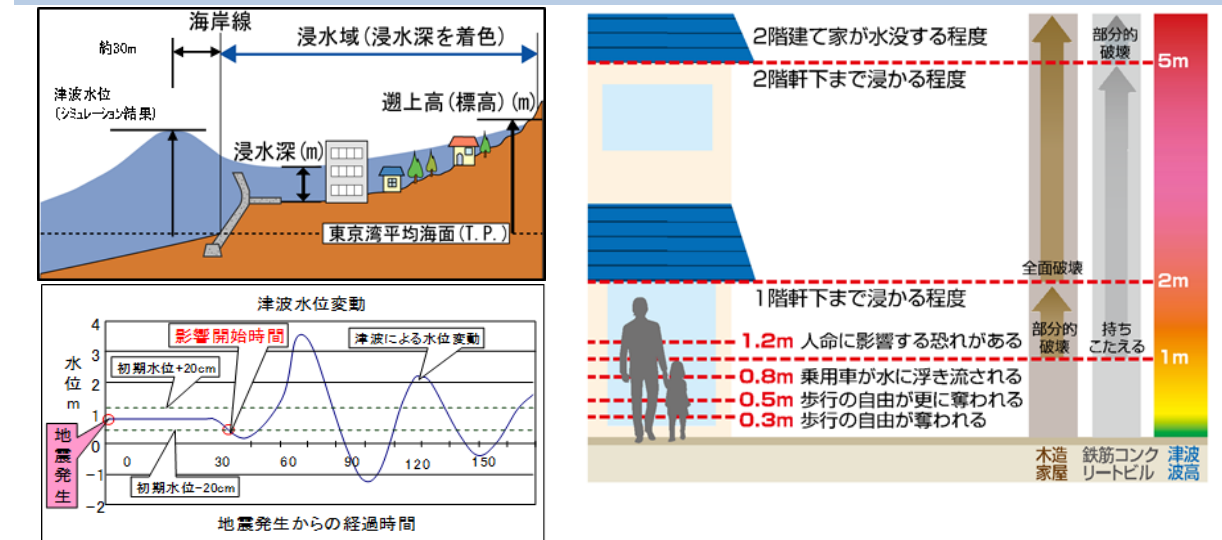 海岸線
約30m
浸水域(浸水深を着色)
津波水位
(シミュレーション結果)
遡上高(標高)(m)
浸水深(m)
東京湾平均海面(T.P.)
津波水位変動
影響開始時間
津波による水位変動
初期水位+20cm
水位m
4
3
2
1
0
-1
-2
0
30
60
90
120
150
地震発生
初期水位-20cm
地震発生からの経過時間
2階建て家が水没する程度
2階軒下まで浸かる程度
1階軒下まで浸かる程度
1.2m 人命に影響する恐れがある
0.8m 乗用車が水に浮き流される
0.5m 歩行の自由が更に奪われる
0.3m 歩行の自由が奪われる
全面破壊
部分的
破壊
部分的
破壊
持ち
こたえる
5m
2m
1m
木造
家屋
鉄筋コンク
リートビル
津波
波高